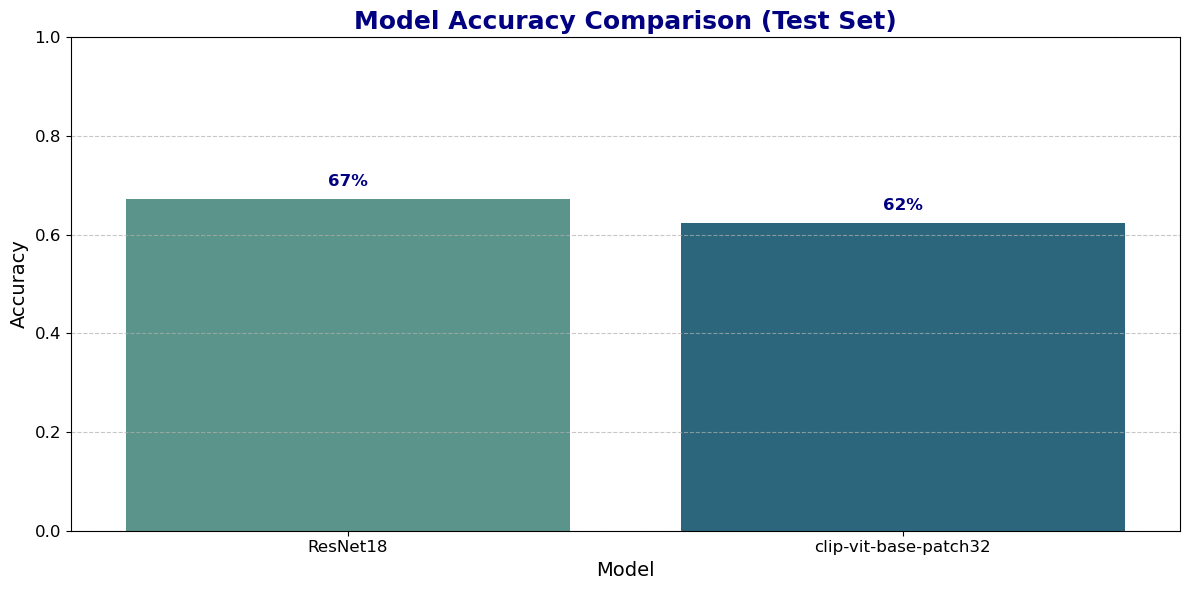 Model Accuracy Comparison (Test Set)
1.0
0.8
0.6
0.4
0.2
0.0
Accuracy
67%
62%
ResNet18
clip-vit-base-patch32
Model